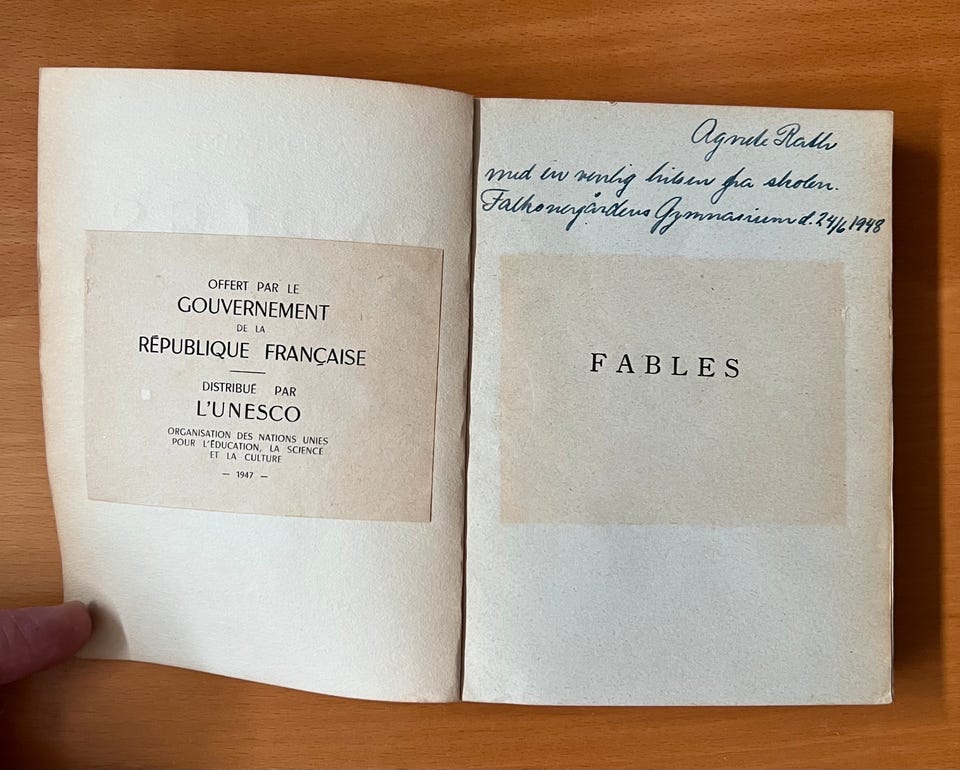 OFFERT PAR LE
GOUVERNEMENT
DE LA
RÉPUBLIQUE FRANÇAISE
DISTRIBUÉ PAR
L'UNESCO
ORGANISATION DES NATIONS UNIES
POUR L'ÉDUCATION, LA SCIENCE
ET LA CULTURE
— 1947 —
Agnete
med en venlig hilsen fra skolen.
Falkonergårdens Gymnasium d. 24/6 1948
FABLES